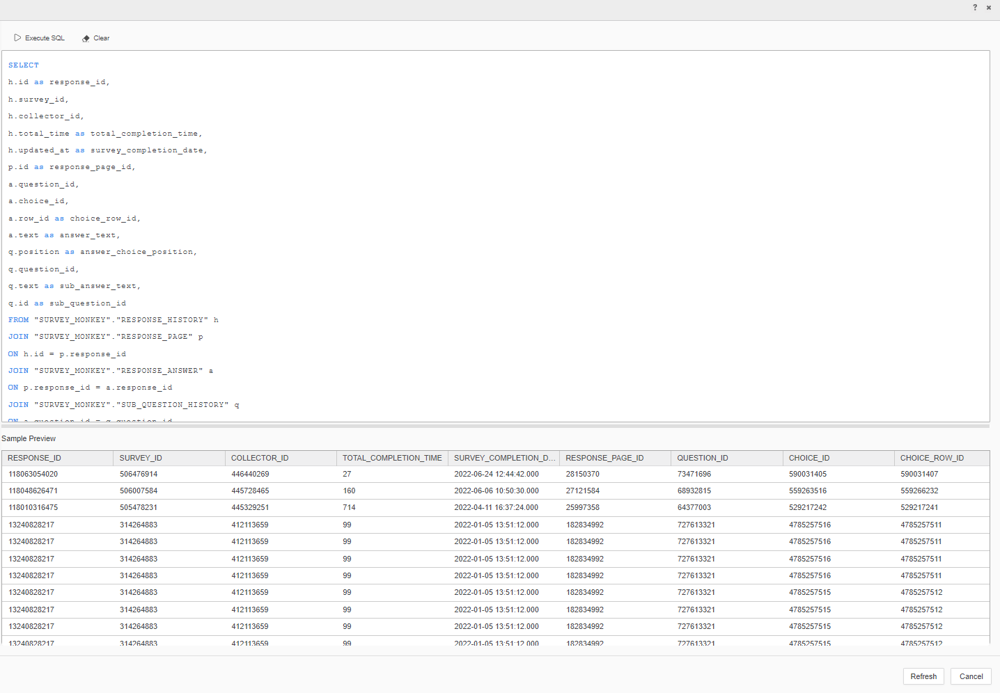 ? ×
Execute SQL Clear
SELECT
h.id as response_id,
h.survey_id,
h.collector_id,
h.total_time as total_completion_time,
h.updated_at as survey_completion_date,
p.id as response_page_id,
a.question_id,
a.choice_id,
a.row_id as choice_row_id,
a.text as answer_text,
q.position as answer_choice_position,
q.question_id,
q.text as sub_answer_text,
q.id as sub_question_id
FROM "SURVEY_MONKEY"."RESPONSE_HISTORY" h
JOIN "SURVEY_MONKEY"."RESPONSE_PAGE" p
ON h.id = p.response_id
JOIN "SURVEY_MONKEY"."RESPONSE_ANSWER" a
ON p.response_id = a.response_id
JOIN "SURVEY_MONKEY"."SUB_QUESTION_HISTORY" q
ON a.question_id = q.question_id
Sample Preview
RESPONSE_ID SURVEY_ID COLLECTOR_ID TOTAL_COMPLETION_TIME SURVEY_COMPLETION_D... RESPONSE_PAGE_ID QUESTION_ID CHOICE_ID CHOICE_ROW_ID
118063054020 506476914 446440269 27 2022-06-24 12:44:42.000 28150370 73471696 590031405 590031407
118048626471 506007584 445728465 160 2022-06-06 10:50:30.000 27121584 68932815 559263516 559266232
118010316475 505478231 445329251 714 2022-04-11 16:37:24.000 25997358 64377003 529217242 529217241
13240828217 314264883 412113659 99 2022-01-05 13:51:12.000 182834992 727613321 4785257516 4785257511
13240828217 314264883 412113659 99 2022-01-05 13:51:12.000 182834992 727613321 4785257516 4785257511
13240828217 314264883 412113659 99 2022-01-05 13:51:12.000 182834992 727613321 4785257516 4785257511
13240828217 314264883 412113659 99 2022-01-05 13:51:12.000 182834992 727613321 4785257516 4785257511
13240828217 314264883 412113659 99 2022-01-05 13:51:12.000 182834992 727613321 4785257515 4785257512
13240828217 314264883 412113659 99 2022-01-05 13:51:12.000 182834992 727613321 4785257515 4785257512
13240828217 314264883 412113659 99 2022-01-05 13:51:12.000 182834992 727613321 4785257515 4785257512
13240828217 314264883 412113659 99 2022-01-05 13:51:12.000 182834992 727613321 4785257515 4785257512
Refresh Cancel